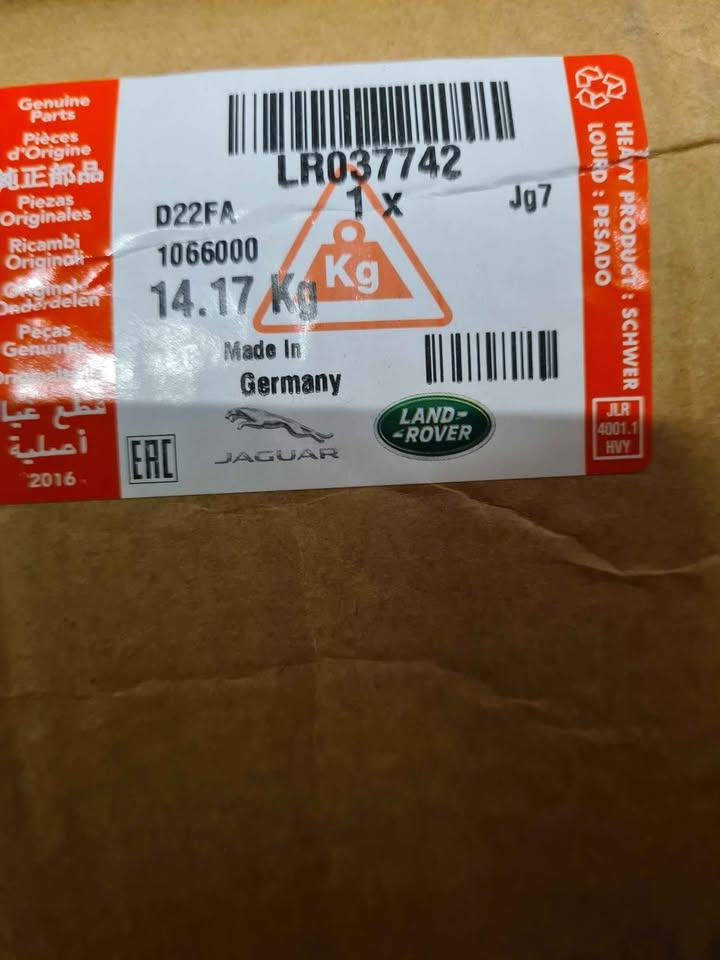 Genuine
Parts
Pièces
d'Origine
純正部品
Piezas
Originales
Ricambi
Originali
Onderdelen
Peças
Genuínas
قطع غيار
أصلية
2016
LR037742
1 x
D22FA
Jg7
1066000
Kg
14.17 Kg
Made In
Germany
EAC
JAGUAR
LAND-
-ROVER
HEAVY PRODUCT : SCHWER
LOURD : PESADO
JLR
4001.1
HVY